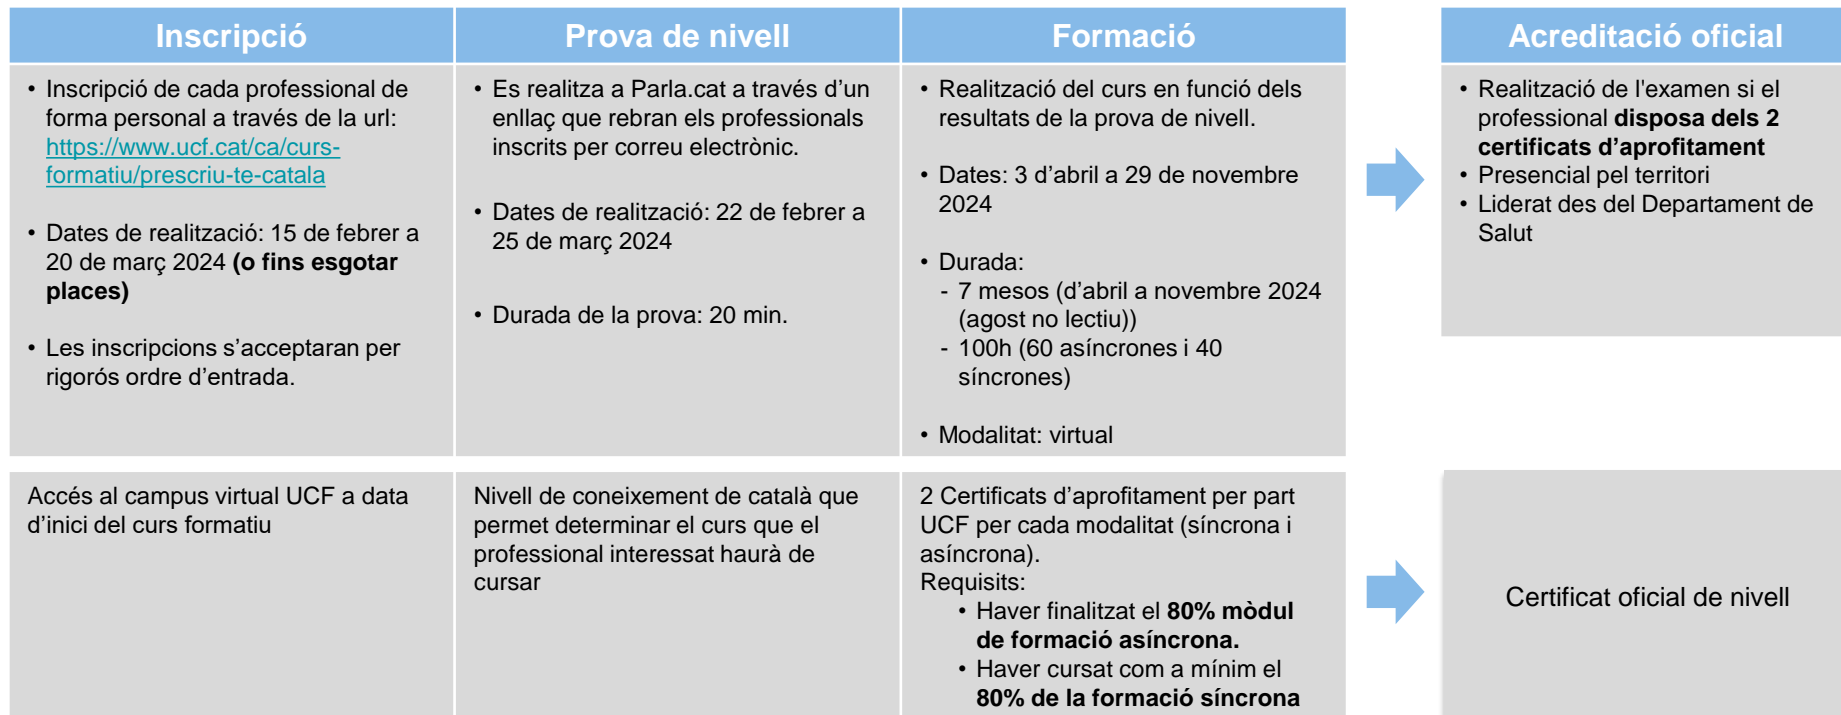 Inscripció
• Inscripció de cada professional de
forma personal a través de la url:
https://www.ucf.cat/ca/curs-
formatiu/prescriu-te-catala
• Dates de realització: 15 de febrer a
20 de març 2024 (o fins esgotar
places)
• Les inscripcions s’acceptaran per
rigorós ordre d’entrada.
Prova de nivell
• Es realitza a Parla.cat a través d’un
enllaç que rebran els professionals
inscrits per correu electrònic.
• Dates de realització: 22 de febrer a
25 de març 2024
• Durada de la prova: 20 min.
Formació
• Realització del curs en funció dels
resultats de la prova de nivell.
• Dates: 3 d’abril a 29 de novembre
2024
• Durada:
- 7 mesos (d’abril a novembre 2024
(agost no lectiu))
- 100h (60 asíncrones i 40
síncrones)
• Modalitat: virtual
Acreditació oficial
• Realització de l'examen si el
professional disposa dels 2
certificats d’aprofitament
• Presencial pel territori
• Liderat des del Departament de
Salut
Accés al campus virtual UCF a data
d’inici del curs formatiu
Nivell de coneixement de català que
permet determinar el curs que el
professional interessat haurà de
cursar
2 Certificats d’aprofitament per part
UCF per cada modalitat (síncrona i
asíncrona).
Requisits:
• Haver finalitzat el 80% mòdul
de formació asíncrona.
• Haver cursat com a mínim el
80% de la formació síncrona
Certificat oficial de nivell